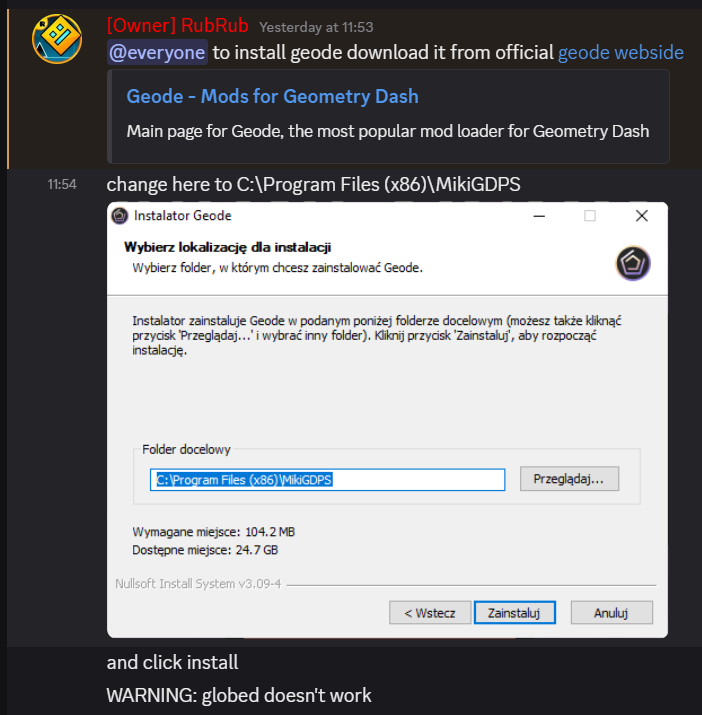 [Owner] RubRub Yesterday at 11:53
@everyone to install geode download it from official geode webside
Geode - Mods for Geometry Dash
Main page for Geode, the most popular mod loader for Geometry Dash
11:54 change here to C:\Program Files (x86)\MikiGDPS
Instalator Geode
Wybierz lokalizację dla instalacji
Wybierz folder, w którym chcesz zainstalować Geode.
Instalator zainstaluje Geode w podanym poniżej folderze docelowym (możesz także kliknąć
przycisk 'Przeglądaj...' i wybrać inny folder). Kliknij przycisk 'Zainstaluj', aby rozpocząć
instalację.
Folder docelowy
C:\Program Files (x86)\MikiGDPS Przeglądaj...
Wymagane miejsce: 104.2 MB
Dostępne miejsce: 24.7 GB
Nullsoft Install System v3.09-4
< Wstecz Zainstaluj Anuluj
and click install
WARNING: globed doesn't work